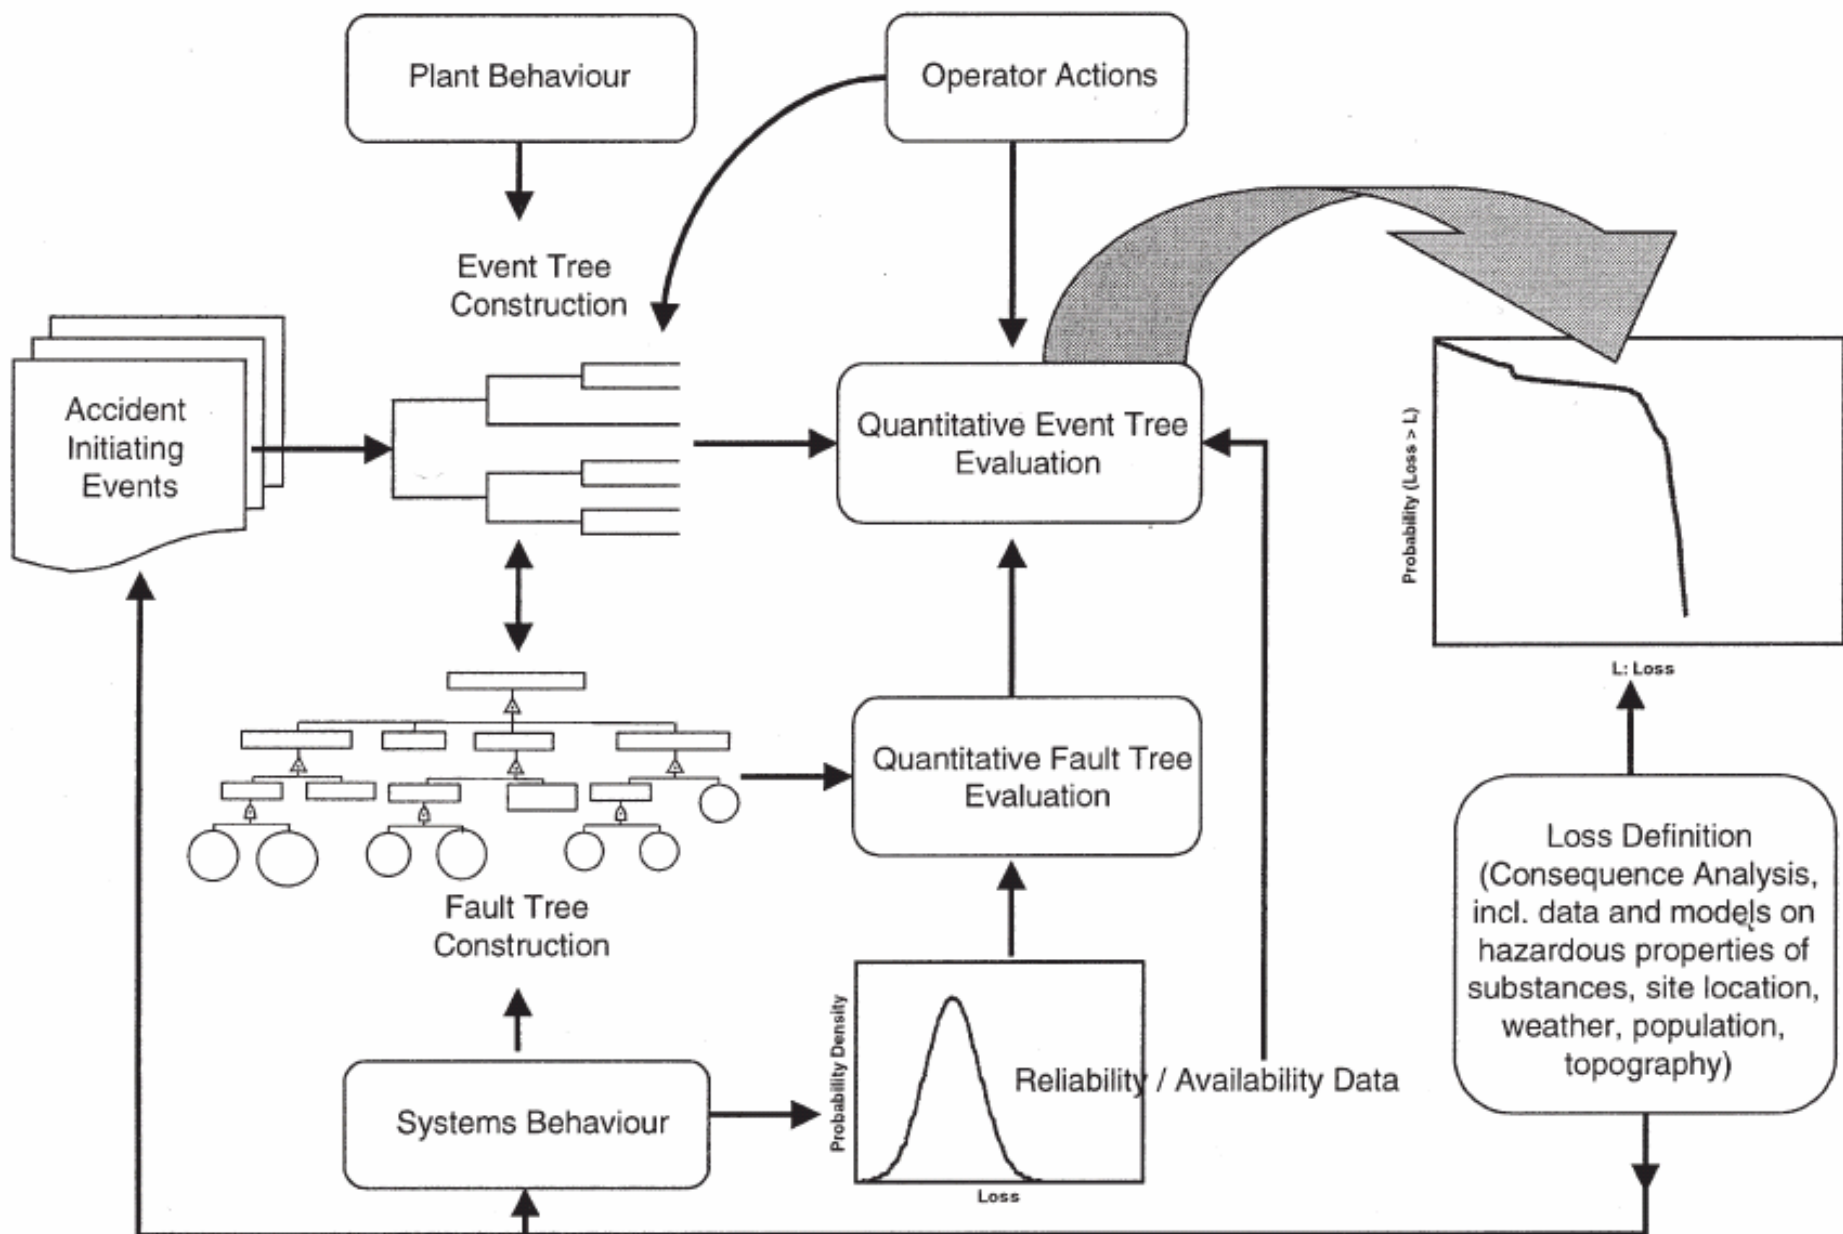 Plant Behaviour
Operator Actions
Event Tree
Construction
Accident
Initiating
Events
Quantitative Event Tree
Evaluation
Probability (Loss > L)
L: Loss
Quantitative Fault Tree
Evaluation
Fault Tree
Construction
Loss Definition
(Consequence Analysis,
incl. data and models on
hazardous properties of
substances, site location,
weather, population,
topography)
Systems Behaviour
Probability Density
Loss
Reliability / Availability Data